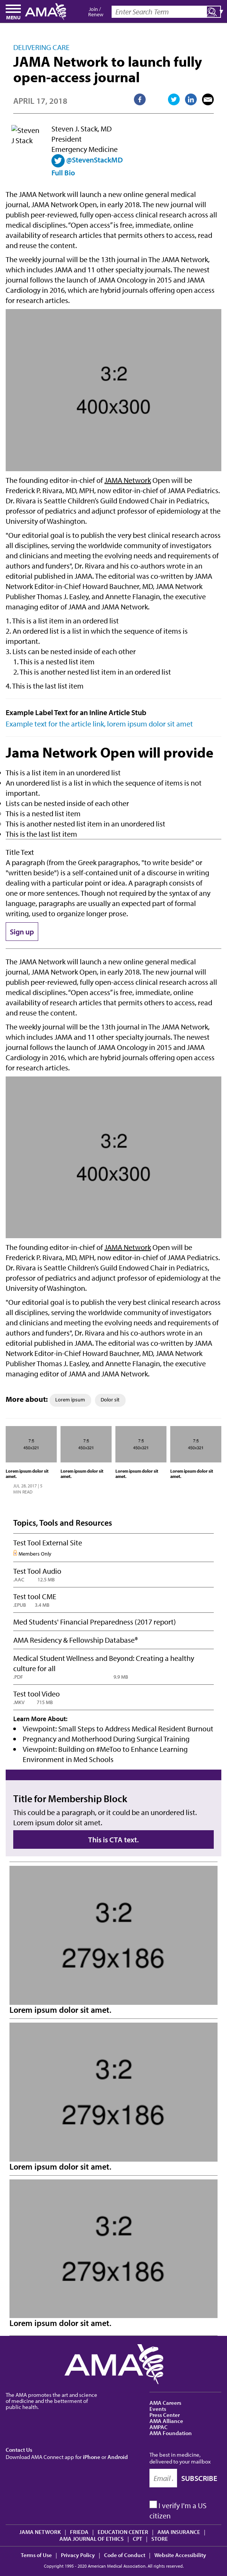 MENU
AMA
Join /
Renew
Enter Search Term
DELIVERING CARE
JAMA Network to launch fully
open-access journal
APRIL 17, 2018
Steven
J Stack
Steven J. Stack, MD
President
Emergency Medicine
@StevenStackMD
Full Bio
The JAMA Network will launch a new online general medical
journal, JAMA Network Open, in early 2018. The new journal will
publish peer-reviewed, fully open-access clinical research across all
medical disciplines. "Open access" is free, immediate, online
availability of research articles that permits others to access, read
and reuse the content.
The weekly journal will be the 13th journal in The JAMA Network,
which includes JAMA and 11 other specialty journals. The newest
journal follows the launch of JAMA Oncology in 2015 and JAMA
Cardiology in 2016, which are hybrid journals offering open access
for research articles.
3:2
400x300
The founding editor-in-chief of JAMA Network Open will be
Frederick P. Rivara, MD, MPH, now editor-in-chief of JAMA Pediatrics.
Dr. Rivara is Seattle Children's Guild Endowed Chair in Pediatrics,
professor of pediatrics and adjunct professor of epidemiology at the
University of Washington.
"Our editorial goal is to publish the very best clinical research across
all disciplines, serving the worldwide community of investigators
and clinicians and meeting the evolving needs and requirements of
authors and funders", Dr. Rivara and his co-authors wrote in an
editorial published in JAMA. The editorial was co-written by JAMA
Network Editor-in-Chief Howard Bauchner, MD, JAMA Network
Publisher Thomas J. Easley, and Annette Flanagin, the executive
managing editor of JAMA and JAMA Network.
1. This is a list item in an ordered list
2. An ordered list is a list in which the sequence of items is
important.
3. Lists can be nested inside of each other
1. This is a nested list item
2. This is another nested list item in an ordered list
4. This is the last list item
Example Label Text for an Inline Article Stub
Example text for the article link, lorem ipsum dolor sit amet
Jama Network Open will provide
This is a list item in an unordered list
An unordered list is a list in which the sequence of items is not
important.
Lists can be nested inside of each other
This is a nested list item
This is another nested list item in an unordered list
This is the last list item
Title Text
A paragraph (from the Greek paragraphos, "to write beside" or
"written beside") is a self-contained unit of a discourse in writing
dealing with a particular point or idea. A paragraph consists of one or more
sentences. Though not required by the syntax of any
language, paragraphs are usually an expected part of formal
writing, used to organize longer prose.
Sign up
The JAMA Network will launch a new online general medical
journal, JAMA Network Open, in early 2018. The new journal will
publish peer-reviewed, fully open-access clinical research across all
medical disciplines. "Open access" is free, immediate, online
availability of research articles that permits others to access, read
and reuse the content.
The weekly journal will be the 13th journal in The JAMA Network,
which includes JAMA and 11 other specialty journals. The newest
journal follows the launch of JAMA Oncology in 2015 and JAMA
Cardiology in 2016, which are hybrid journals offering open access
for research articles.
3:2
400x300
The founding editor-in-chief of JAMA Network Open will be
Frederick P. Rivara, MD, MPH, now editor-in-chief of JAMA Pediatrics.
Dr. Rivara is Seattle Children's Guild Endowed Chair in Pediatrics,
professor of pediatrics and adjunct professor of epidemiology at the
University of Washington.
"Our editorial goal is to publish the very best clinical research across
all disciplines, serving the worldwide community of investigators
and clinicians and meeting the evolving needs and requirements of
authors and funders", Dr. Rivara and his co-authors wrote in an
editorial published in JAMA. The editorial was co-written by JAMA
Network Editor-in-Chief Howard Bauchner, MD, JAMA Network
Publisher Thomas J. Easley, and Annette Flanagin, the executive
managing editor of JAMA and JAMA Network.
More about: Lorem ipsum Dolor sit
7:5 7:5 7:5 7:5
450x321 450x321 450x321 450x321
Lorem ipsum dolor sit amet. Lorem ipsum dolor sit amet. Lorem ipsum dolor sit amet. Lorem ipsum dolor sit amet.
JUL 28, 2017 | 5
MIN READ
Topics, Tools and Resources
Test Tool External Site
Members Only
Test Tool Audio
.AAC 12.5 MB
Test tool CME
.EPUB 3.4 MB
Med Students' Financial Preparedness (2017 report)
AMA Residency & Fellowship Database®
Medical Student Wellness and Beyond: Creating a healthy
culture for all
.PDF 9.9 MB
Test tool Video
.MKV 715 MB
Learn More About:
Viewpoint: Small Steps to Address Medical Resident Burnout
Pregnancy and Motherhood During Surgical Training
Viewpoint: Building on #MeToo to Enhance Learning
Environment in Med Schools
Title for Membership Block
This could be a paragraph, or it could be an unordered list.
Lorem ipsum dolor sit amet.
This is CTA text.
3:2
279x186
Lorem ipsum dolor sit amet.
3:2
279x186
Lorem ipsum dolor sit amet.
3:2
279x186
Lorem ipsum dolor sit amet.
AMA
The AMA promotes the art and science
of medicine and the betterment of
public health.
AMA Careers
Events
Press Center
AMA Alliance
AMPAC
AMA Foundation
Contact Us
Download AMA Connect app for iPhone or Android
The best in medicine,
delivered to your mailbox
Email SUBSCRIBE
I verify I'm a US
citizen
JAMA NETWORK | FRIEDA | EDUCATION CENTER | AMA INSURANCE |
AMA JOURNAL OF ETHICS | CPT | STORE
Terms of Use | Privacy Policy | Code of Conduct | Website Accessibility
Copyright 1995 - 2020 American Medical Association. All rights reserved.